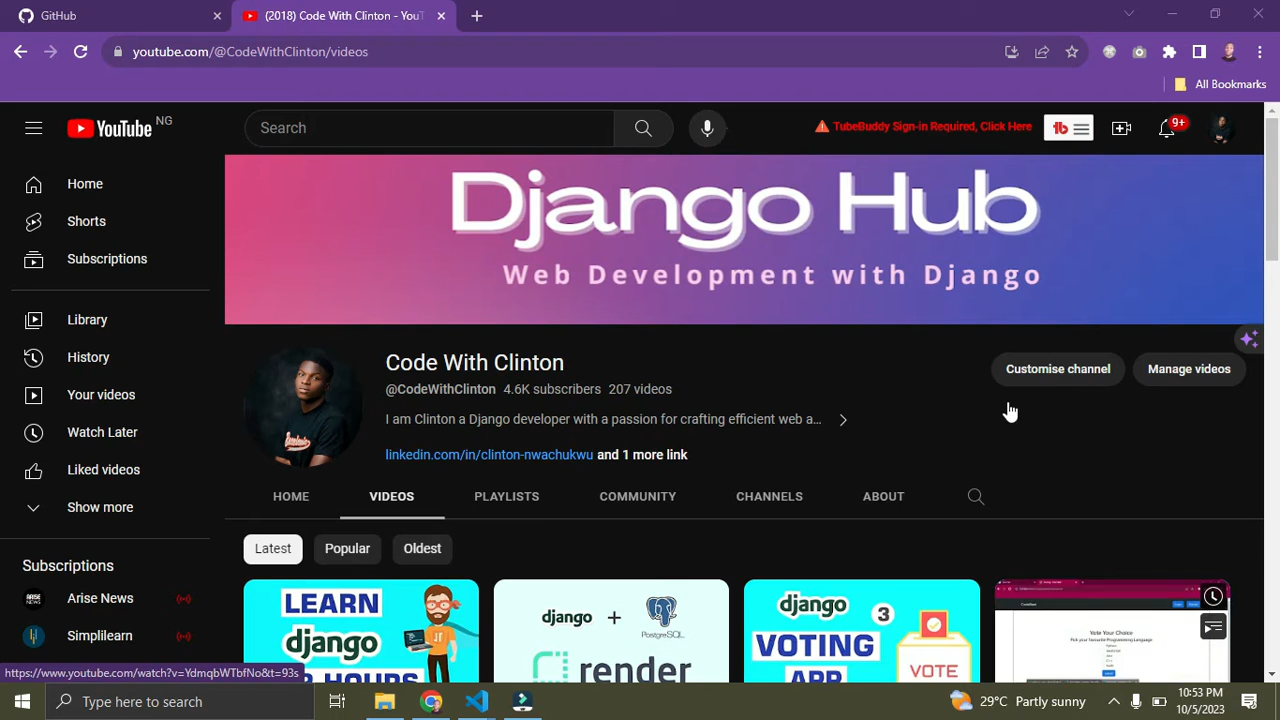 GitHub
(2018) Code With Clinton - YouT
youtube.com/@CodeWithClinton/videos
All Bookmarks
YouTube NG
Search
TubeBuddy Sign-in Required, Click Here
tb
9+
Home
Shorts
Subscriptions
Library
History
Your videos
Watch Later
Liked videos
Show more
Subscriptions
Arise News
Simplilearn
Django Hub
Web Development with Django
Code With Clinton
@CodeWithClinton 4.6K subscribers 207 videos
I am Clinton a Django developer with a passion for crafting efficient web a...
linkedin.com/in/clinton-nwachukwu and 1 more link
Customise channel
Manage videos
HOME
VIDEOS
PLAYLISTS
COMMUNITY
CHANNELS
ABOUT
Latest
Popular
Oldest
LEARN
django
HOURS
django + PostgreSQL
render
django 3
VOTING
APP
VOTE
Vote Your Choice
https://www.youtube.com/watch?v=YdmqbWTbfNo&t=93s
Type here to search
29°C Partly sunny
10:53 PM
10/5/2023